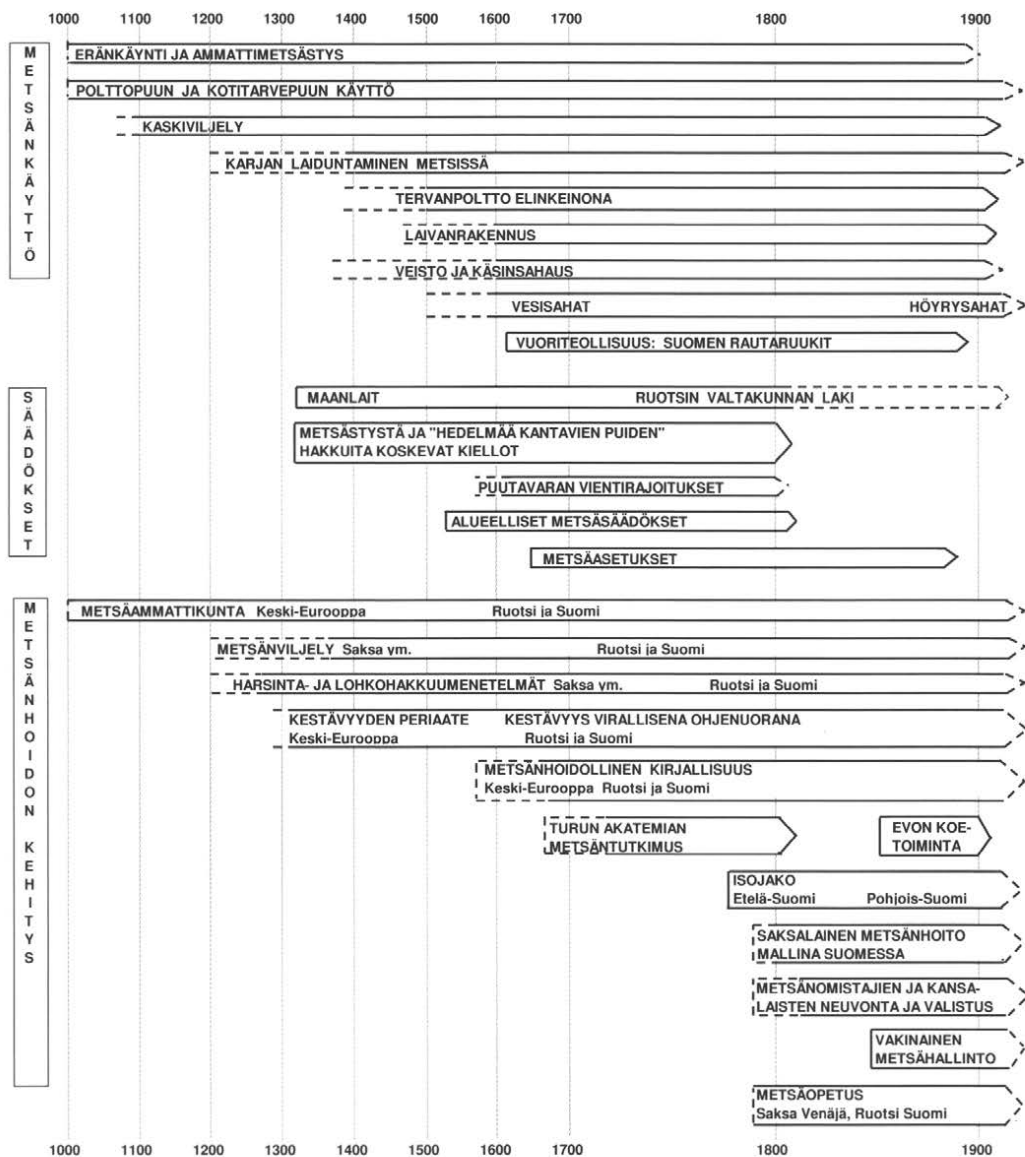 1000 1100 1200 1300 1400 1500 1600 1700 1800 1900
METSÄNKÄYTTÖ
ERÄNKÄYNTI JA AMMATTIMETSÄSTYS
POLTTOPUUN JA KOTITARVEPUUN KÄYTTÖ
KASKIVILJELY
KARJAN LAIDUNTAMINEN METSISSÄ
TERVANPOLTTO ELINKEINONA
LAIVANRAKENNUS
VEISTO JA KÄSINSAHAUS
VESISAHAT HÖYRYSAHAT
VUORITEOLLISUUS: SUOMEN RAUTARUUKIT
SÄÄDÖKSET
MAANLAIT RUOTSIN VALTAKUNNAN LAKI
METSÄSTYSTÄ JA "HEDELMÄÄ KANTAVIEN PUIDEN"
HAKKUITA KOSKEVAT KIELLOT
PUUTAVARAN VIENTIRAJOITUKSET
ALUEELLISET METSÄSÄÄDÖKSET
METSÄASETUKSET
METSÄNHOIDON KEHITYS
METSÄAMMATTIKUNTA Keski-Eurooppa Ruotsi ja Suomi
METSÄNVILJELY Saksa ym. Ruotsi ja Suomi
HARSINTA- JA LOHKOHAKKUUMENETELMÄT Saksa ym. Ruotsi ja Suomi
KESTÄVYYDEN PERIAATE KESTÄVYYS VIRALLISENA OHJENUORANA
Keski-Eurooppa Ruotsi ja Suomi
METSÄNHOIDOLLINEN KIRJALLISUUS
Keski-Eurooppa Ruotsi ja Suomi
TURUN AKATEMIAN
METSÄNTUTKIMUS
EVON KOE-
TOIMINTA
ISOJAKO
Etelä-Suomi Pohjois-Suomi
SAKSALAINEN METSÄNHOITO
MALLINA SUOMESSA
METSÄNOMISTAJIEN JA KANSA-
LAISTEN NEUVONTA JA VALISTUS
VAKINAINEN
METSÄHALLINTO
METSÄOPETUS
Saksa Venäjä, Ruotsi Suomi
1000 1100 1200 1300 1400 1500 1600 1700 1800 1900